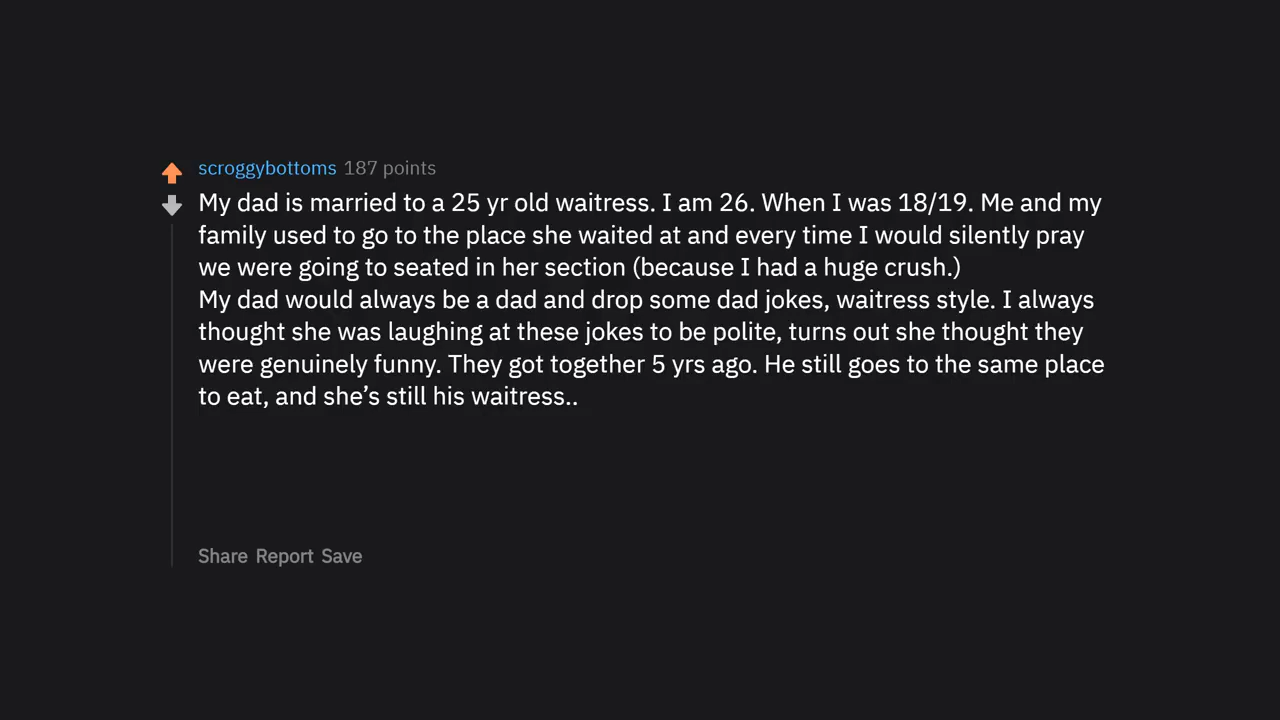 scroggybottoms 187 points
My dad is married to a 25 yr old waitress. I am 26. When I was 18/19. Me and my
family used to go to the place she waited at and every time I would silently pray
we were going to seated in her section (because I had a huge crush.)
My dad would always be a dad and drop some dad jokes, waitress style. I always
thought she was laughing at these jokes to be polite, turns out she thought they
were genuinely funny. They got together 5 yrs ago. He still goes to the same place
to eat, and she’s still his waitress..
Share Report Save